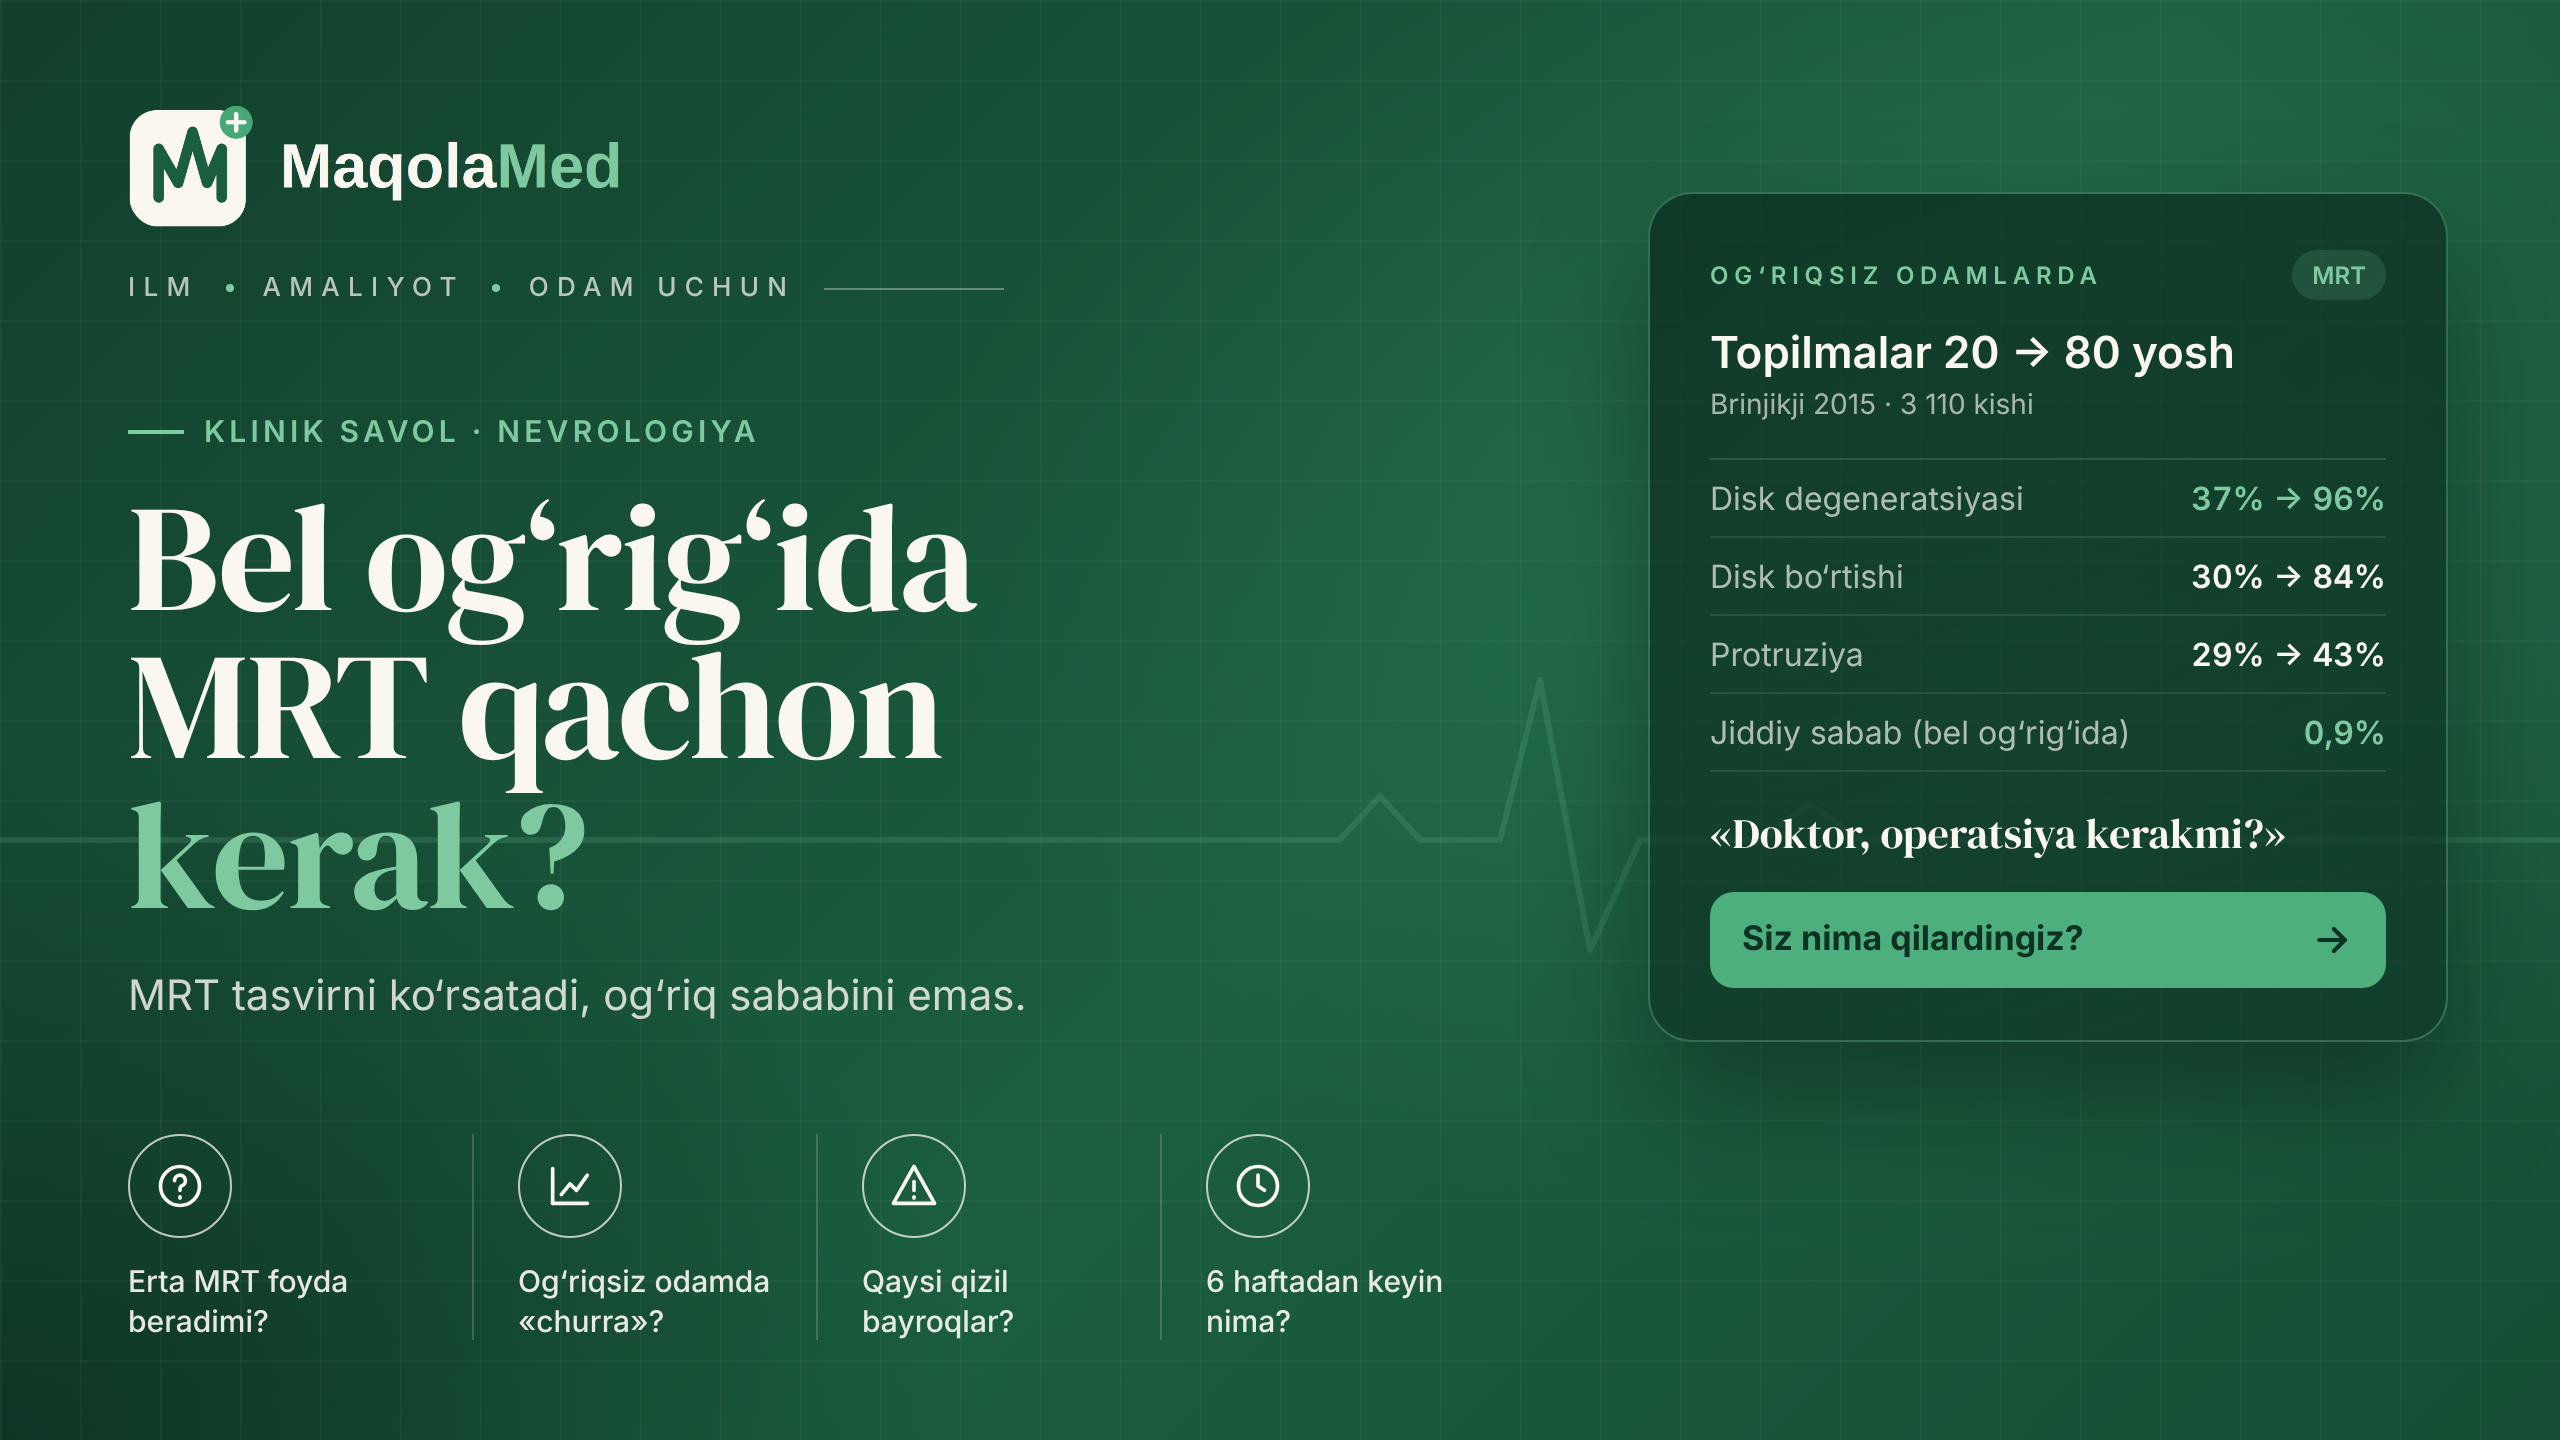 MaqolaMed
ILM • AMALIYOT • ODAM UCHUN
KLINIK SAVOL · NEVROLOGIYA
Bel og‘rig‘ida
MRT qachon
kerak?
MRT tasvirni ko‘rsatadi, og‘riq sababini emas.
Erta MRT foyda
beradimi?
Og‘riqsiz odamda
«churra»?
Qaysi qizil
bayroqlar?
6 haftadan keyin
nima?
OG‘RIQSIZ ODAMLARDA
MRT
Topilmalar 20 → 80 yosh
Brinjikji 2015 · 3 110 kishi
Disk degeneratsiyasi 37% → 96%
Disk bo‘rtishi 30% → 84%
Protruziya 29% → 43%
Jiddiy sabab (bel og‘rig‘ida) 0,9%
«Doktor, operatsiya kerakmi?»
Siz nima qilardingiz? →